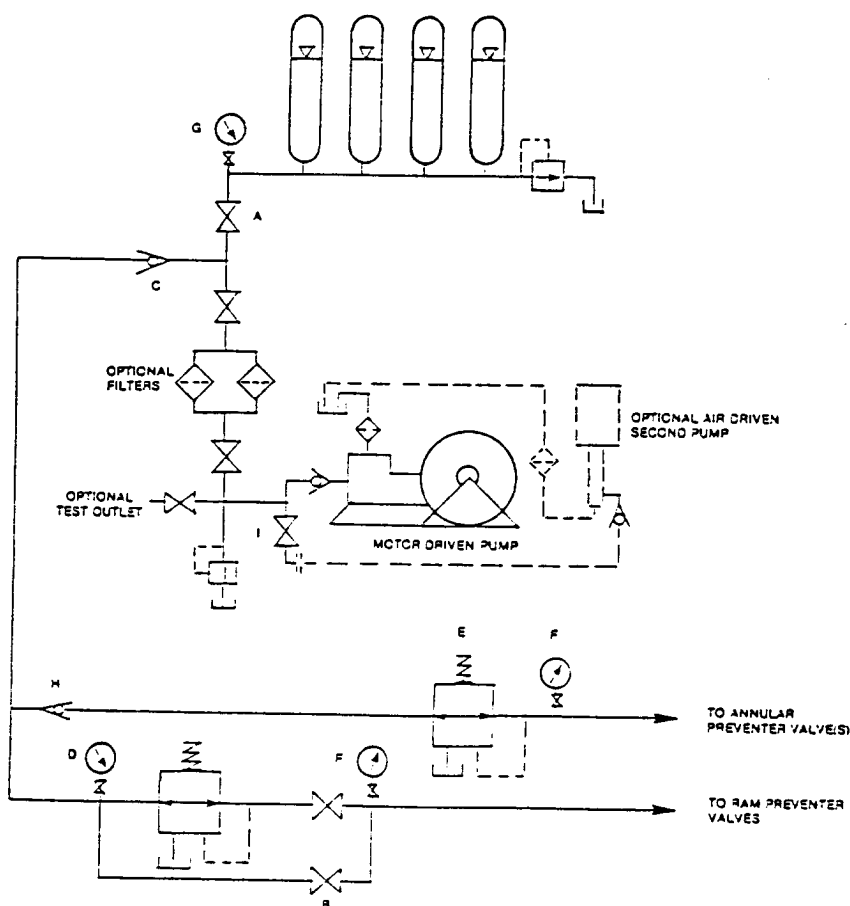 G
A
C
OPTIONAL
FILTERS
OPTIONAL AIR DRIVEN
SECOND PUMP
OPTIONAL
TEST OUTLET
I
MOTOR DRIVEN PUMP
E
F
H
TO ANNULAR
PREVENTER VALVE(S)
D
F
TO RAM PREVENTER
VALVES
B